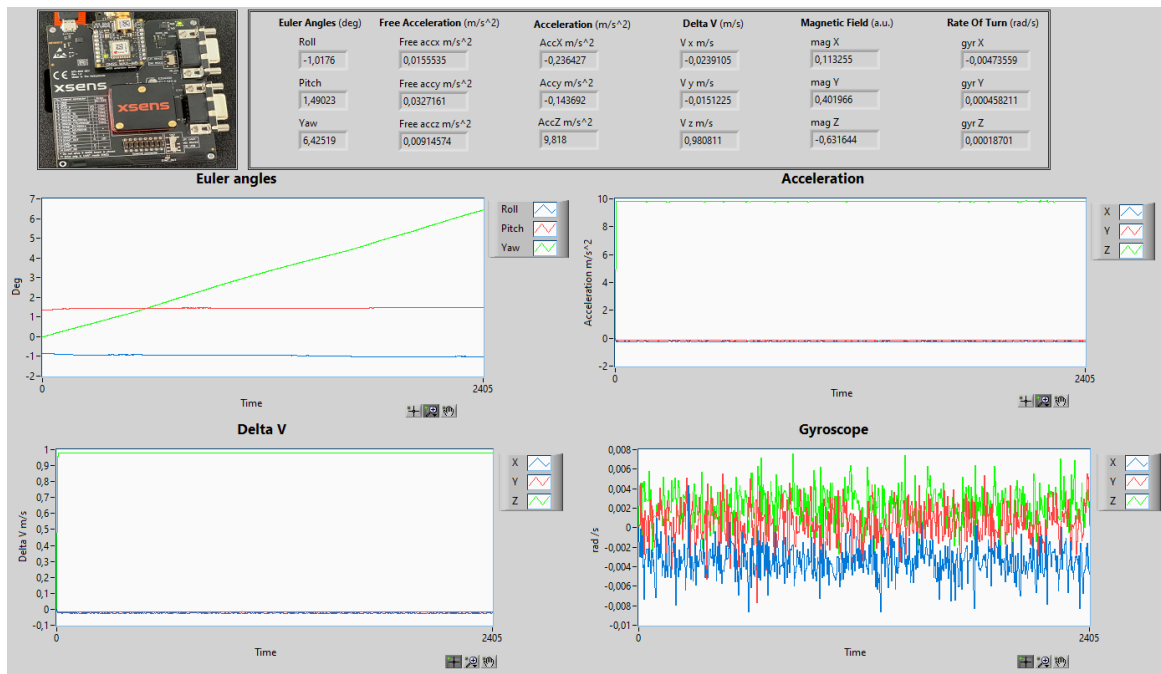 Euler Angles (deg) Free Acceleration (m/s^2) Acceleration (m/s^2) Delta V (m/s) Magnetic Field (a.u.) Rate Of Turn (rad/s)
Roll Free accx m/s^2 AccX m/s^2 V x m/s mag X gyr X
-1,0176 0,0155535 -0,236427 -0,0239105 0,113255 -0,00473559
Pitch Free accy m/s^2 Accy m/s^2 V y m/s mag Y gyr Y
1,49023 0,0327161 -0,143692 -0,0151225 0,401966 0,000458211
Yaw Free accz m/s^2 AccZ m/s^2 V z m/s mag Z gyr Z
6,42519 0,00914574 9,818 0,980811 -0,631644 0,00018701
xsens
xsens
Euler angles
7
6
5
4
3
2
1
0
-1
-2
Deg
0 2405
Time
Roll
Pitch
Yaw
Acceleration
10
8
6
4
2
0
-2
Acceleration m/s^2
0 2405
Time
X
Y
Z
Delta V
1
0,9
0,8
0,7
0,6
0,5
0,4
0,3
0,2
0,1
0
-0,1
Delta V m/s
0 2405
Time
X
Y
Z
Gyroscope
0,008
0,006
0,004
0,002
0
-0,002
-0,004
-0,006
-0,008
-0,01
rad /s
0 2405
Time
X
Y
Z